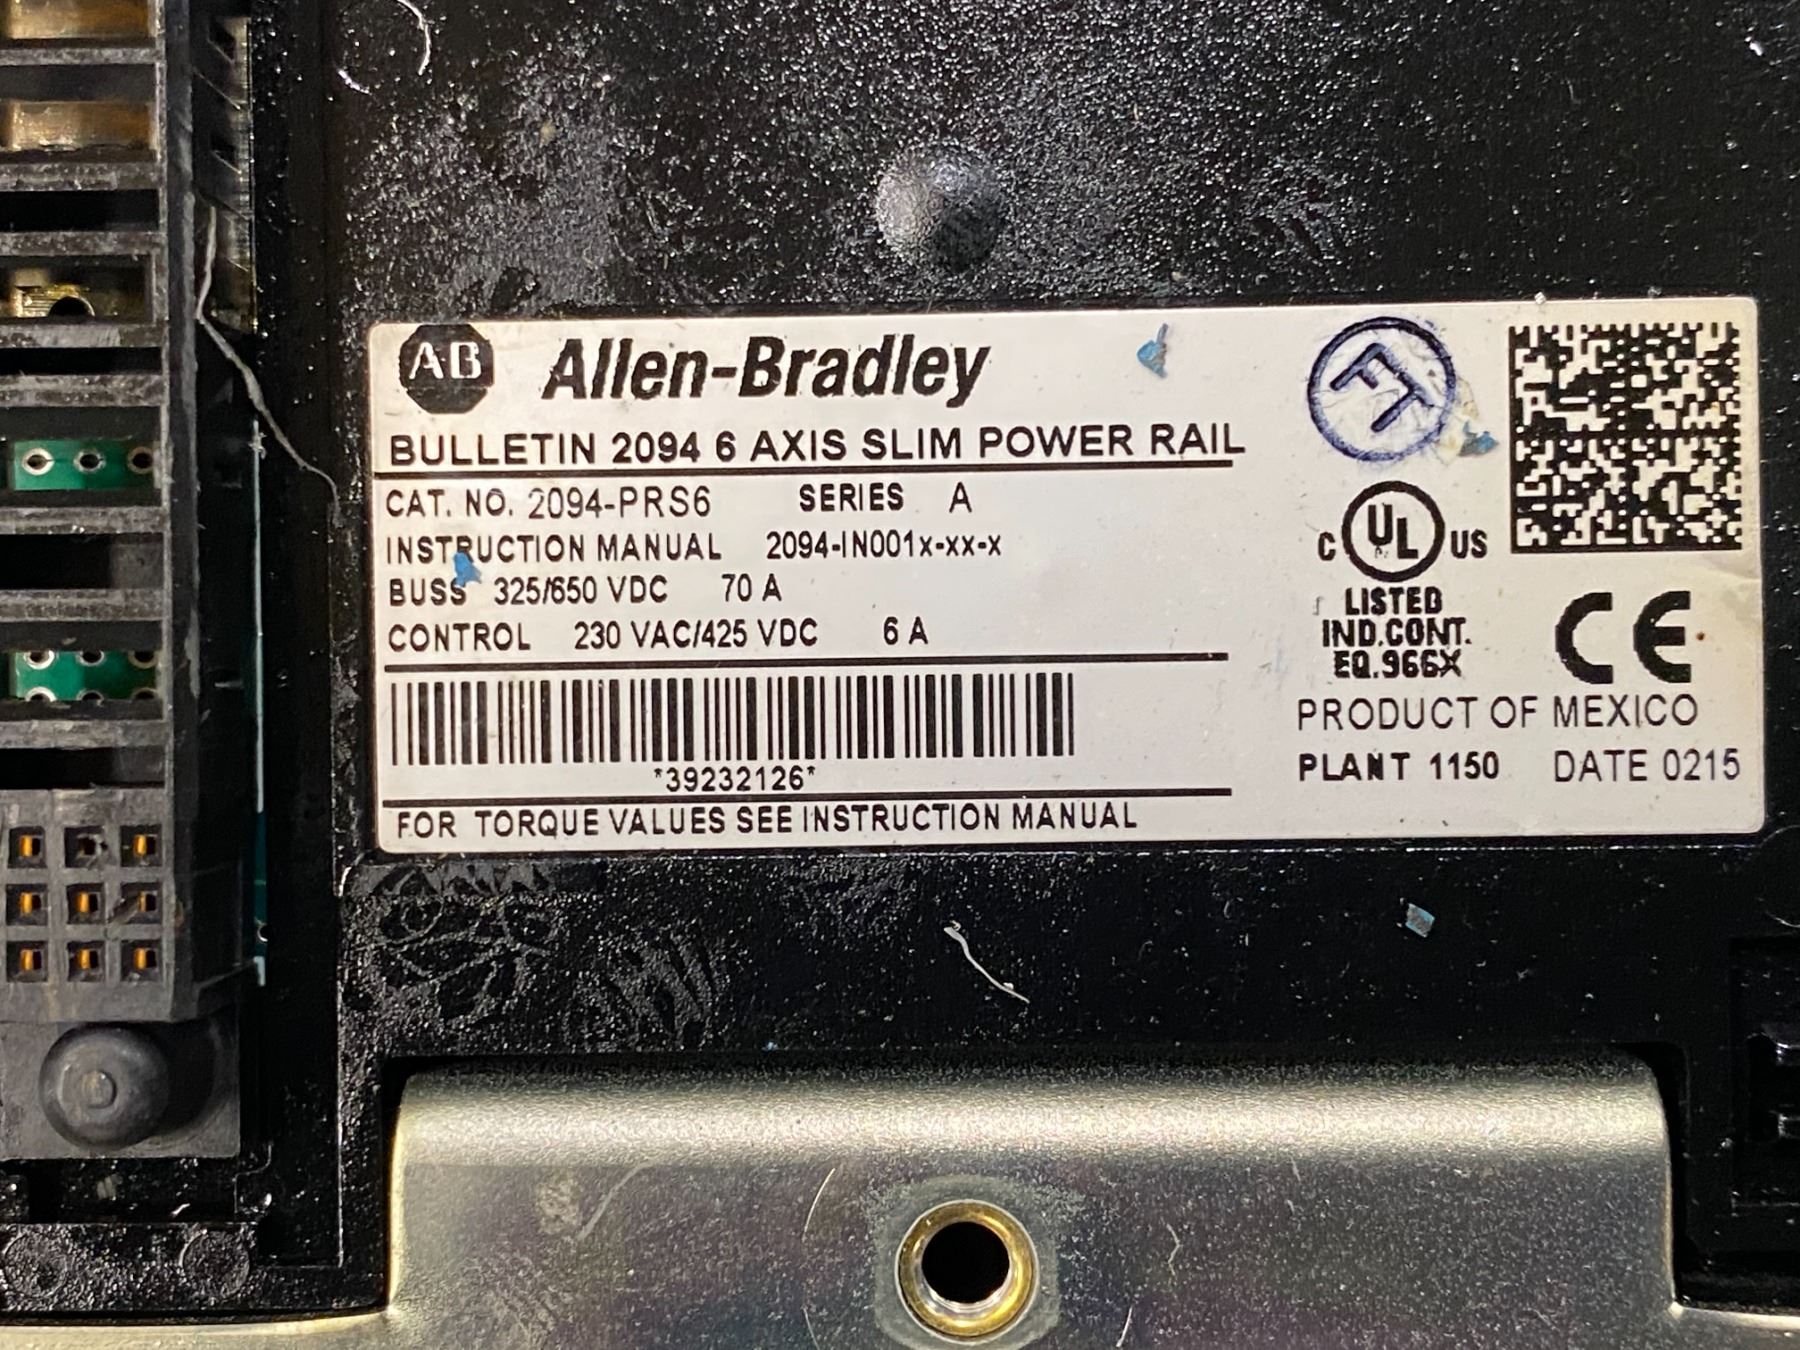 AB Allen-Bradley
BULLETIN 2094 6 AXIS SLIM POWER RAIL
CAT. NO. 2094-PRS6 SERIES A
INSTRUCTION MANUAL 2094-IN001x-xx-x
BUSS 325/650 VDC 70 A
CONTROL 230 VAC/425 VDC 6 A
*39232126*
FOR TORQUE VALUES SEE INSTRUCTION MANUAL
FT
C UL US
LISTED
IND.CONT.
EQ.966X
CE
PRODUCT OF MEXICO
PLANT 1150 DATE 0215